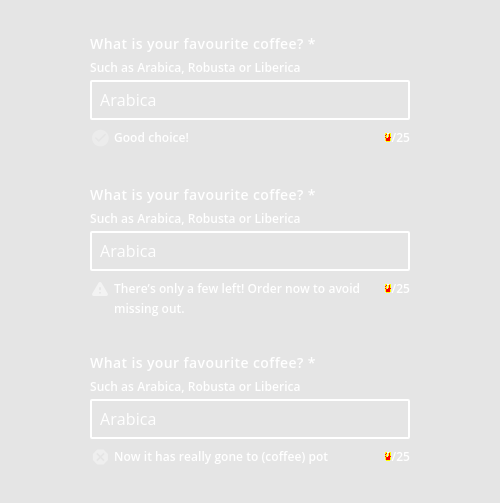 What is your favourite coffee? *
Such as Arabica, Robusta or Liberica
Arabica
Good choice!
/25
What is your favourite coffee? *
Such as Arabica, Robusta or Liberica
Arabica
There's only a few left! Order now to avoid
/25
missing out.
What is your favourite coffee? *
Such as Arabica, Robusta or Liberica
Arabica
Now it has really gone to (coffee) pot
/25